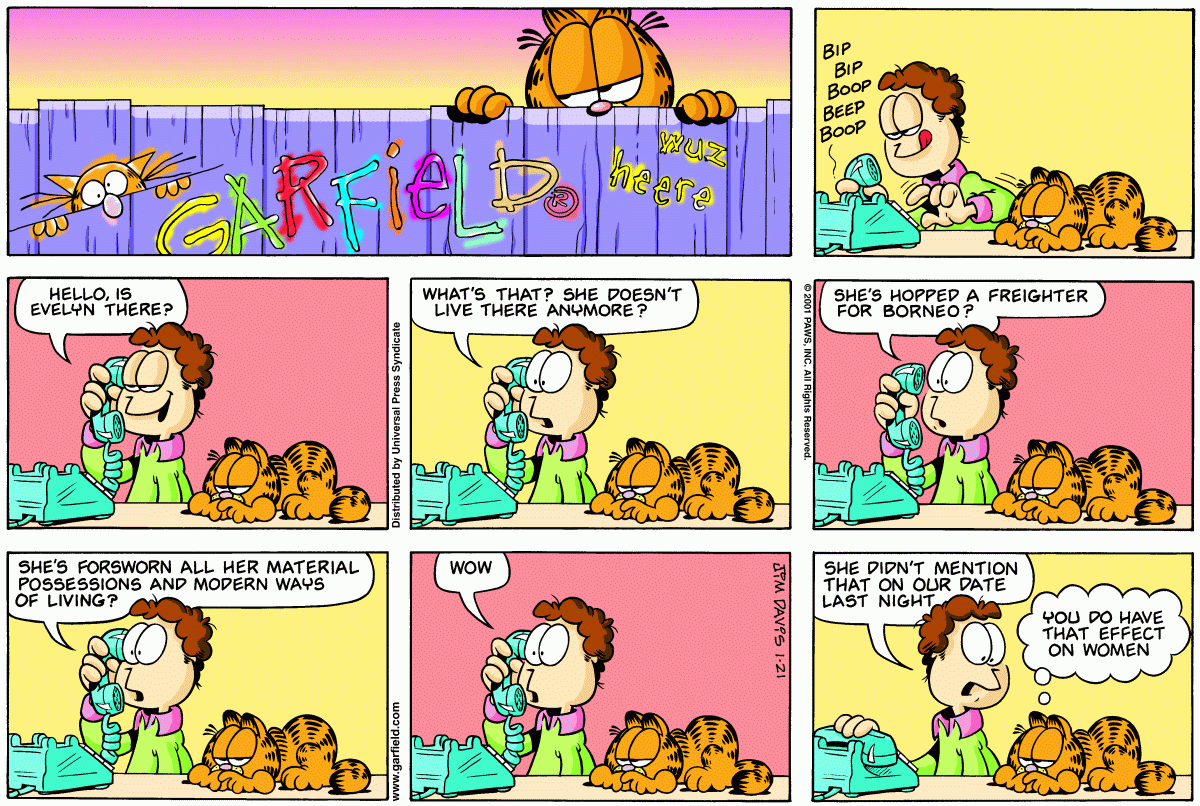 GARFiELD®
wuz
heere
BIP
BIP
BOOP
BEEP
BOOP
HELLO, IS
EVELYN THERE?
Distributed by Universal Press Syndicate
WHAT'S THAT? SHE DOESN'T
LIVE THERE ANYMORE?
© 2001 PAWS, INC. All Rights Reserved.
SHE'S HOPPED A FREIGHTER
FOR BORNEO?
SHE'S FORSWORN ALL HER MATERIAL
POSSESSIONS AND MODERN WAYS
OF LIVING?
www.garfield.com
WOW
JIM DAVIS 1·21
SHE DIDN'T MENTION
THAT ON OUR DATE
LAST NIGHT
YOU DO HAVE
THAT EFFECT
ON WOMEN